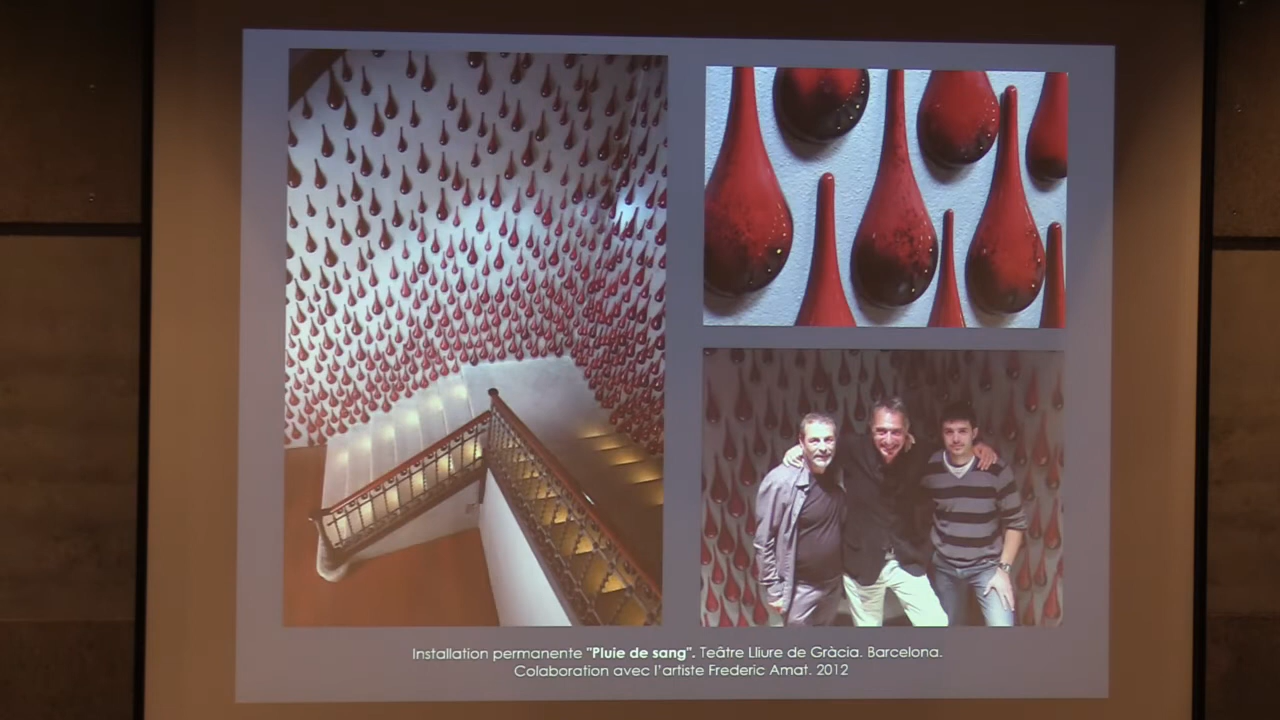 Installation permanente "Pluie de sang". Teâtre Lliure de Gràcia. Barcelona.
Colaboration avec l'artiste Frederic Amat. 2012